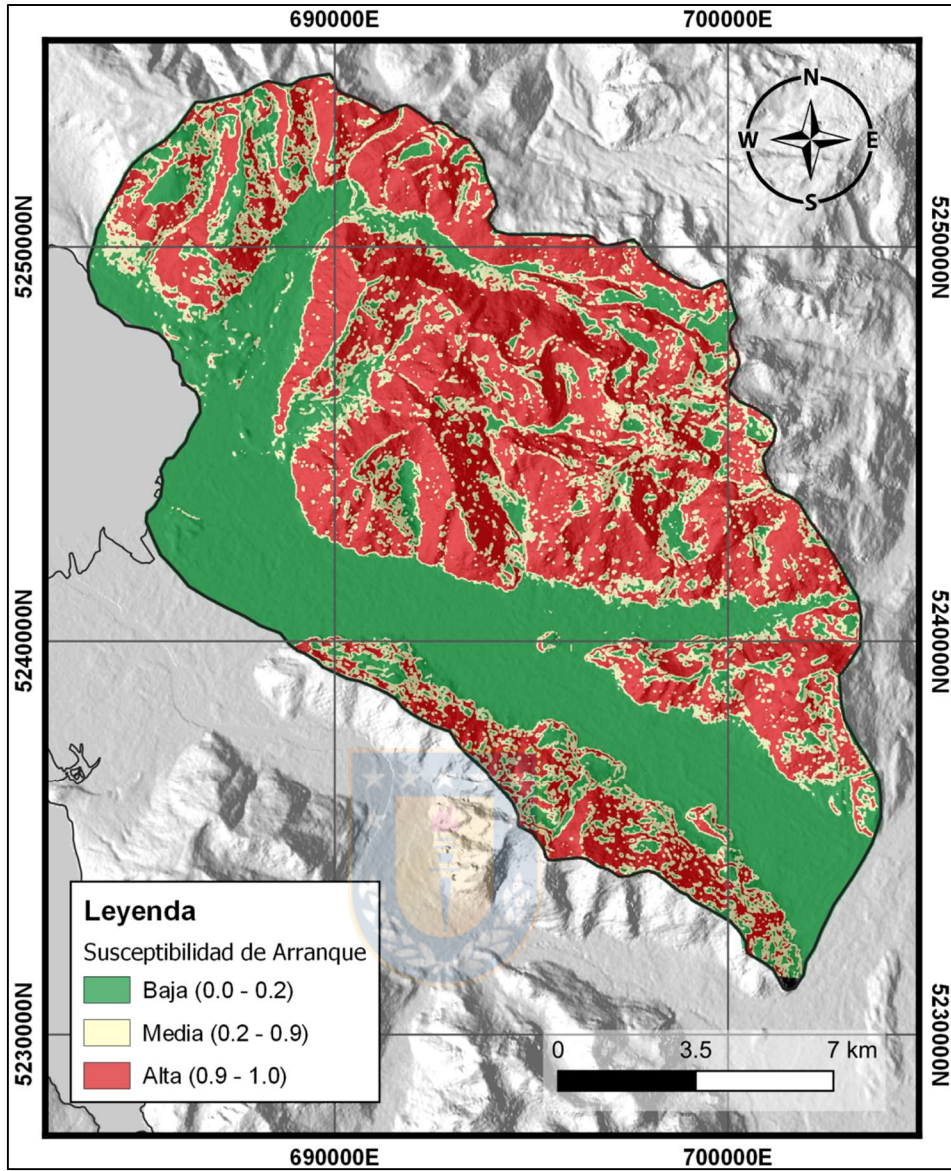 690000E
700000E
N
W
E
S
5250000N
5250000N
5240000N
5240000N
5230000N
5230000N
Leyenda
Susceptibilidad de Arranque
Baja (0.0 - 0.2)
Media (0.2 - 0.9)
Alta (0.9 - 1.0)
0
3.5
7 km
690000E
700000E